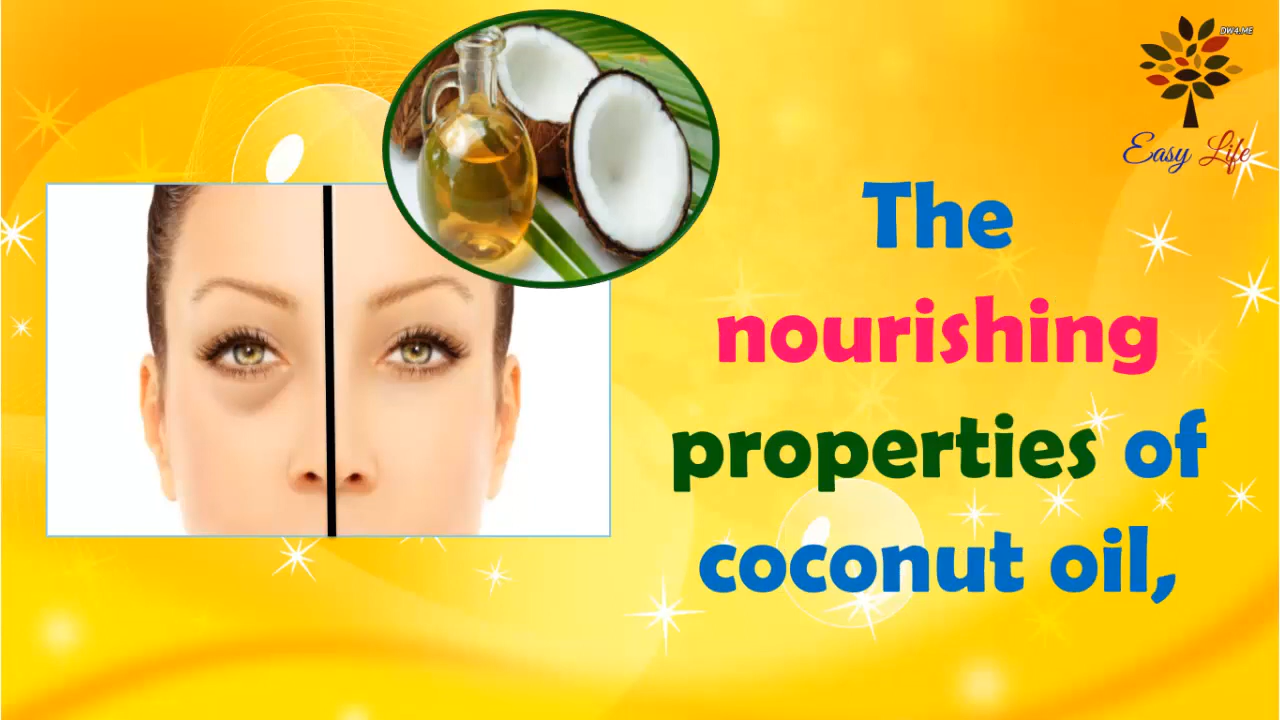 DW4.ME
Easy Life
The
nourishing
properties of
coconut oil,